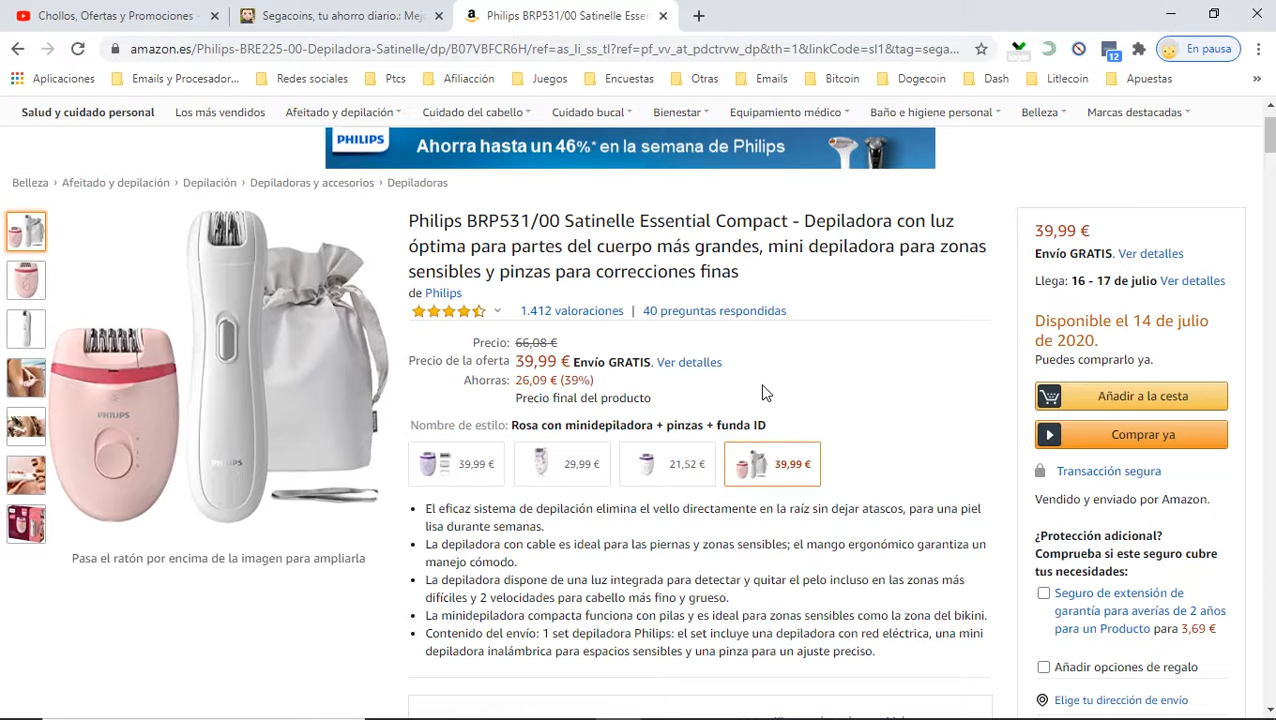 Chollos, Ofertas y Promociones -
Segacoins, tu ahorro diario.: Mejo
Philips BRP531/00 Satinelle Essen
amazon.es/Philips-BRE225-00-Depiladora-Satinelle/dp/B07VBFCR6H/ref=as_li_ss_tl?ref=pf_vv_at_pdctrvw_dp&th=1&linkCode=sl1&tag=sega...
12
En pausa
Aplicaciones
Emails y Procesador...
Redes sociales
Ptcs
Afiliacción
Juegos
Encuestas
Otras
Emails
Bitcoin
Dogecoin
Dash
Litlecoin
Apuestas
»
Salud y cuidado personal
Los más vendidos
Afeitado y depilación
Cuidado del cabello
Cuidado bucal
Bienestar
Equipamiento médico
Baño e higiene personal
Belleza
Marcas destacadas
PHILIPS
Ahorra hasta un 46%* en la semana de Philips
Belleza › Afeitado y depilación › Depilación › Depiladoras y accesorios › Depiladoras
PHILIPS
PHILIPS
Pasa el ratón por encima de la imagen para ampliarla
Philips BRP531/00 Satinelle Essential Compact - Depiladora con luz
óptima para partes del cuerpo más grandes, mini depiladora para zonas
sensibles y pinzas para correcciones finas
de Philips
1.412 valoraciones | 40 preguntas respondidas
Precio: 66,08 €
Precio de la oferta 39,99 € Envío GRATIS. Ver detalles
Ahorras: 26,09 € (39%)
Precio final del producto
Nombre de estilo: Rosa con minidepiladora + pinzas + funda ID
39,99 €
29,99 €
21,52 €
39,99 €
• El eficaz sistema de depilación elimina el vello directamente en la raíz sin dejar atascos, para una piel
lisa durante semanas.
• La depiladora con cable es ideal para las piernas y zonas sensibles; el mango ergonómico garantiza un
manejo cómodo.
• La depiladora dispone de una luz integrada para detectar y quitar el pelo incluso en las zonas más
difíciles y 2 velocidades para cabello más fino y grueso.
• La minidepiladora compacta funciona con pilas y es ideal para zonas sensibles como la zona del bikini.
• Contenido del envío: 1 set depiladora Philips: el set incluye una depiladora con red eléctrica, una mini
depiladora inalámbrica para espacios sensibles y una pinza para un ajuste preciso.
39,99 €
Envío GRATIS. Ver detalles
Llega: 16 - 17 de julio Ver detalles
Disponible el 14 de julio
de 2020.
Puedes comprarlo ya.
Añadir a la cesta
Comprar ya
Transacción segura
Vendido y enviado por Amazon.
¿Protección adicional?
Comprueba si este seguro cubre
tus necesidades:
Seguro de extensión de
garantía para averías de 2 años
para un Producto para 3,69 €
Añadir opciones de regalo
Elige tu dirección de envío